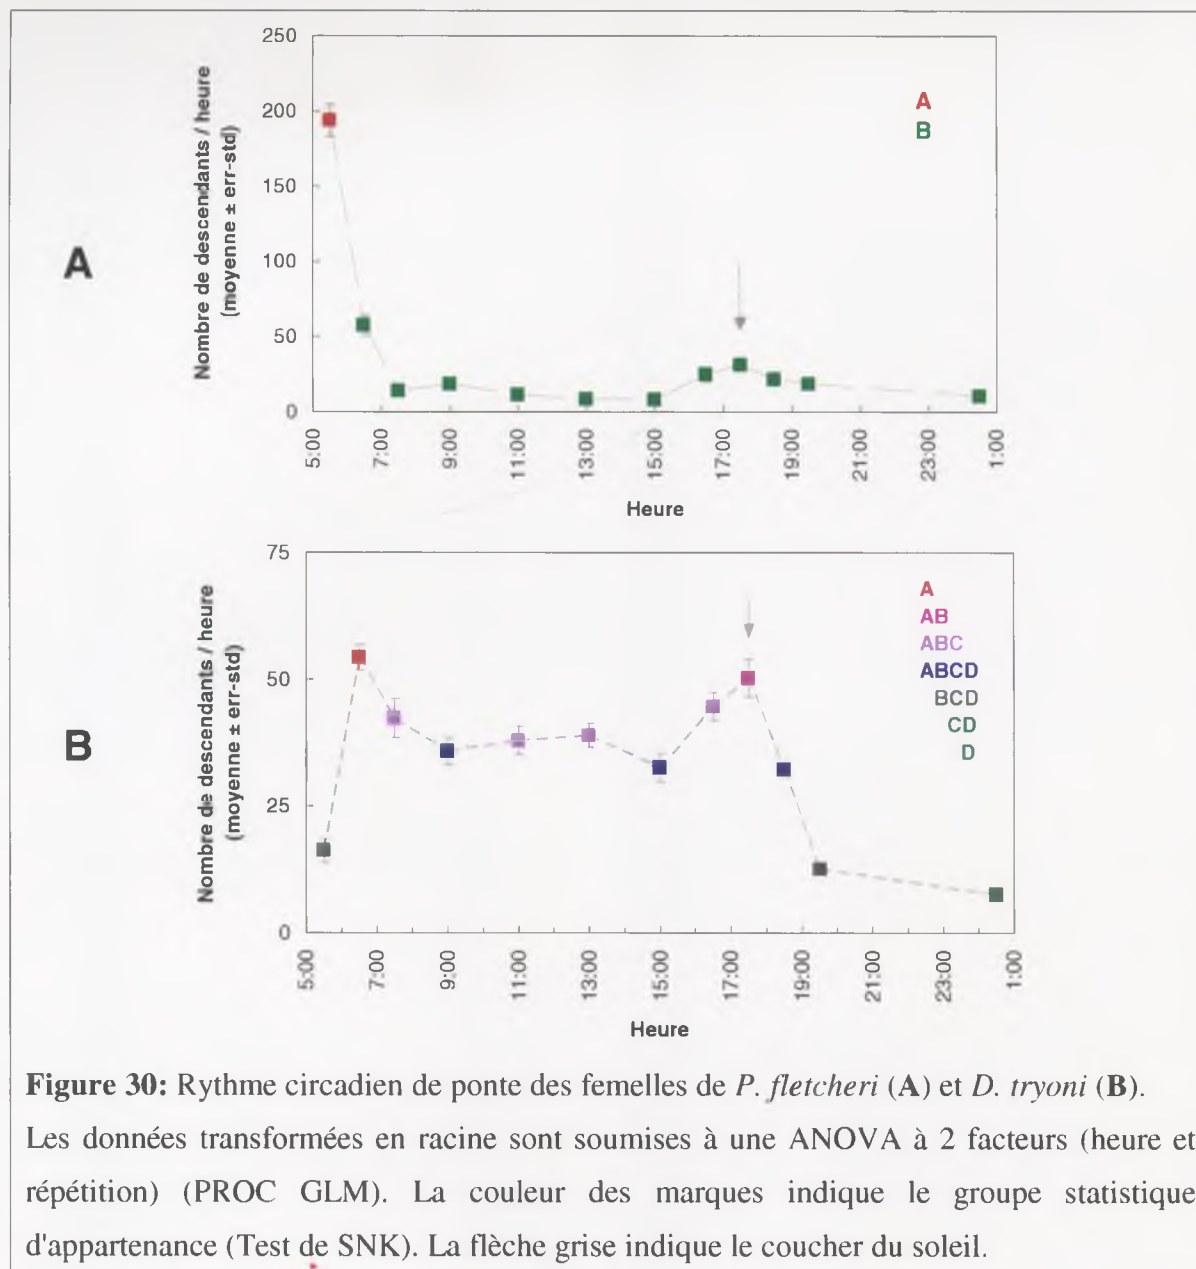 250
200
150
100
50
0
Nombre de descendants / heure
(moyenne ± err-std)
A
B
A
5:00 7:00 9:00 11:00 13:00 15:00 17:00 19:00 21:00 23:00 1:00
Heure
75
50
25
0
Nombre de descendants / heure
(moyenne ± err-std)
A
AB
ABC
ABCD
BCD
CD
D
B
5:00 7:00 9:00 11:00 13:00 15:00 17:00 19:00 21:00 23:00 1:00
Heure
Figure 30: Rythme circadien de ponte des femelles de P. fletcheri (A) et D. tryoni (B).
Les données transformées en racine sont soumises à une ANOVA à 2 facteurs (heure et
répétition) (PROC GLM). La couleur des marques indique le groupe statistique
d'appartenance (Test de SNK). La flèche grise indique le coucher du soleil.